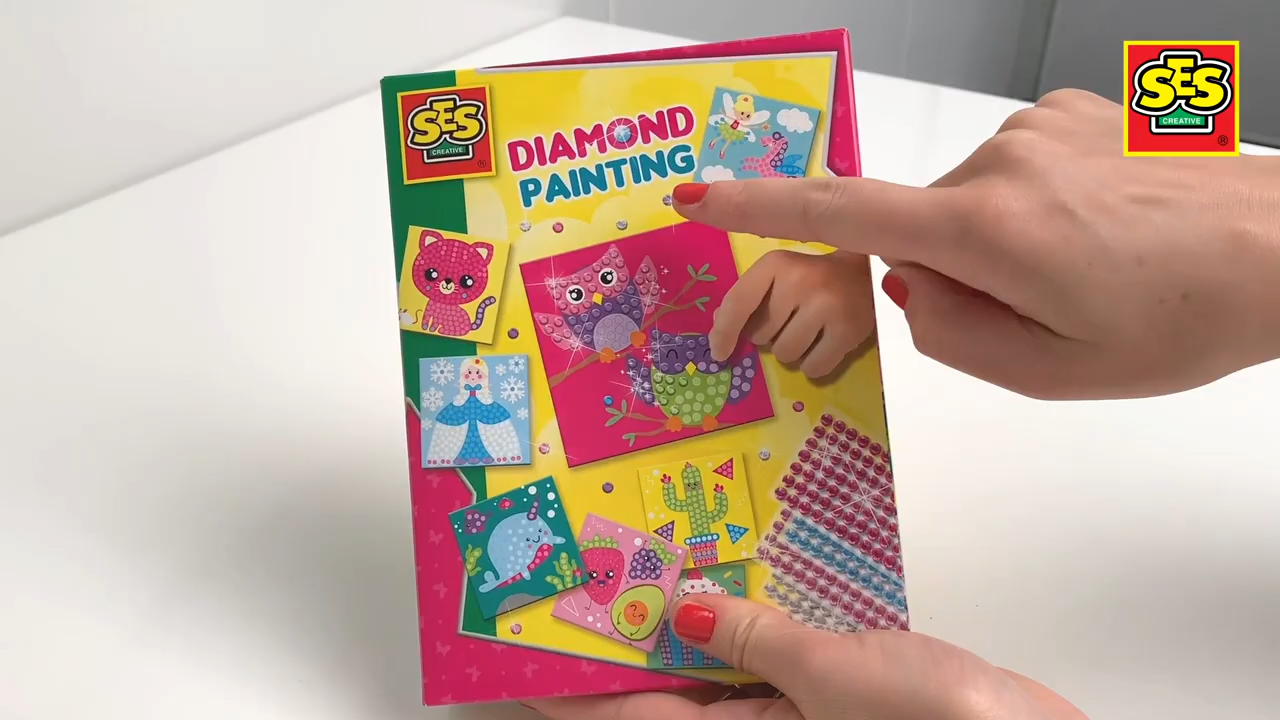 SES
CREATIVE
®
DIAMOND
PAINTING
SES
CREATIVE
®